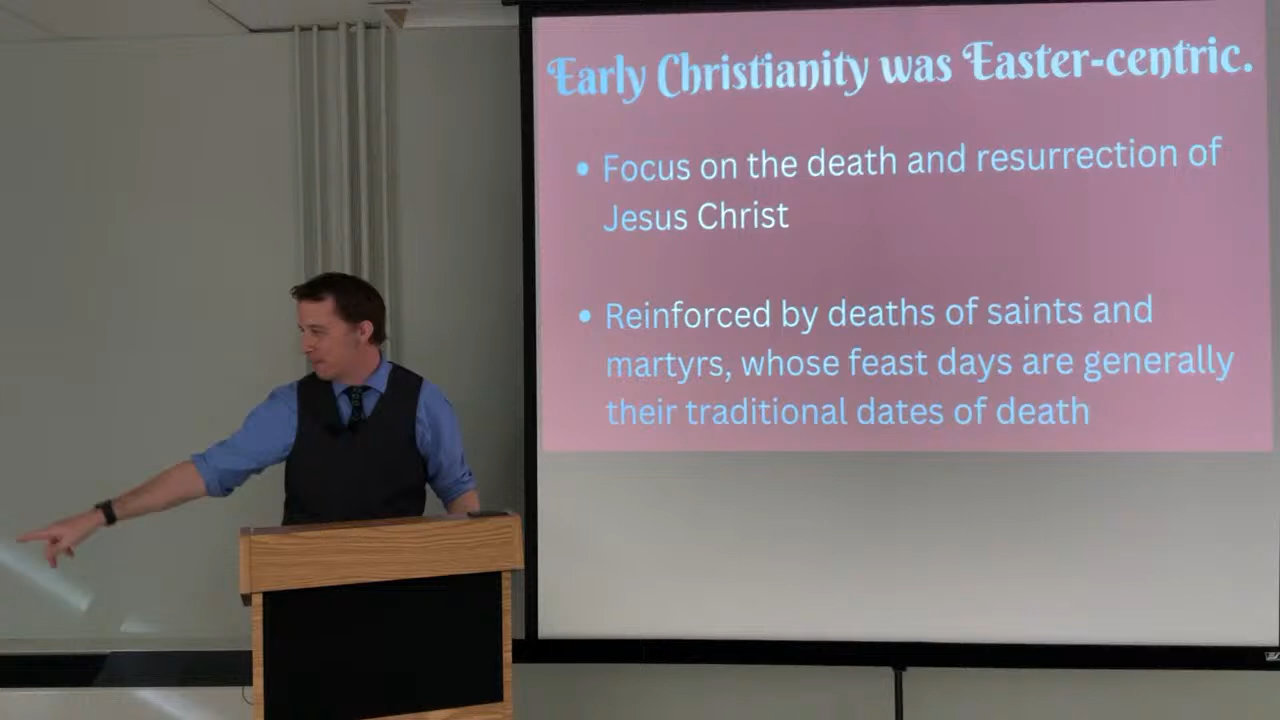 Early Christianity was Easter-centric.
• Focus on the death and resurrection of
Jesus Christ
• Reinforced by deaths of saints and
martyrs, whose feast days are generally
their traditional dates of death